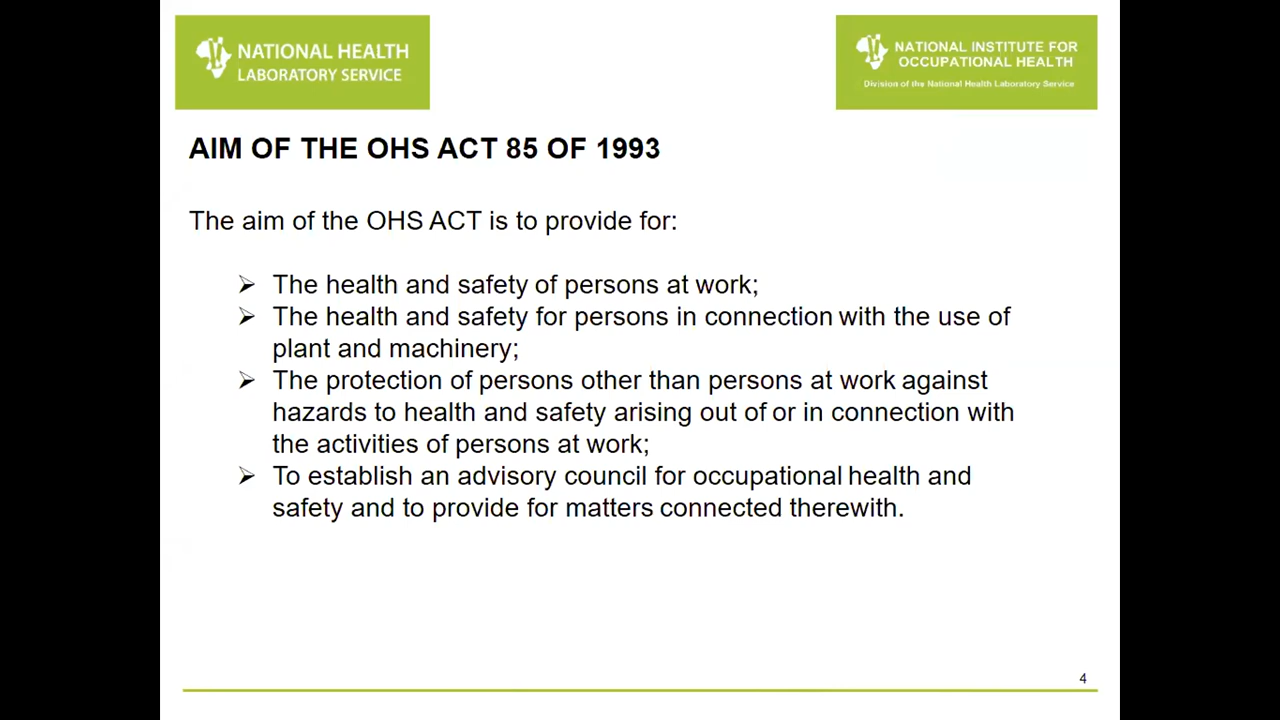 NATIONAL HEALTH
LABORATORY SERVICE
NATIONAL INSTITUTE FOR
OCCUPATIONAL HEALTH
Division of the National Health Laboratory Service
AIM OF THE OHS ACT 85 OF 1993
The aim of the OHS ACT is to provide for:
➢ The health and safety of persons at work;
➢ The health and safety for persons in connection with the use of
plant and machinery;
➢ The protection of persons other than persons at work against
hazards to health and safety arising out of or in connection with
the activities of persons at work;
➢ To establish an advisory council for occupational health and
safety and to provide for matters connected therewith.
4